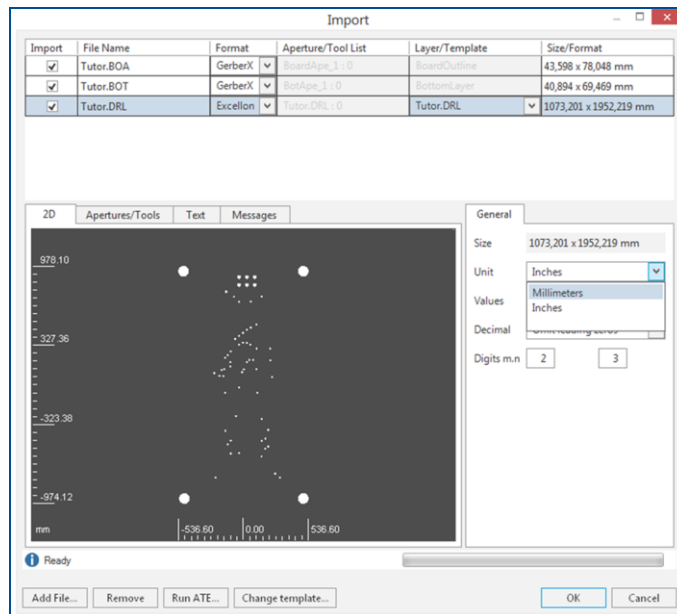 Import
Import File Name Format Aperture/Tool List Layer/Template Size/Format
Tutor.BOA GerberX BoardApe_1 : 0 BoardOutline 43,598 x 78,048 mm
Tutor.BOT GerberX BotApe_1 : 0 BottomLayer 40,894 x 69,469 mm
Tutor.DRL Excellon Tutor.DRL : 0 Tutor.DRL 1073,201 x 1952,219 mm
2D Apertures/Tools Text Messages General
Size 1073,201 x 1952,219 mm
978.10
Unit Inches
Millimeters
Values Inches
Decimal Omit leading zeros
327.36
Digits m.n 2 3
-323.38
-974.12
mm -536.60 0.00 536.60
Ready
Add File... Remove Run ATE... Change template... OK Cancel